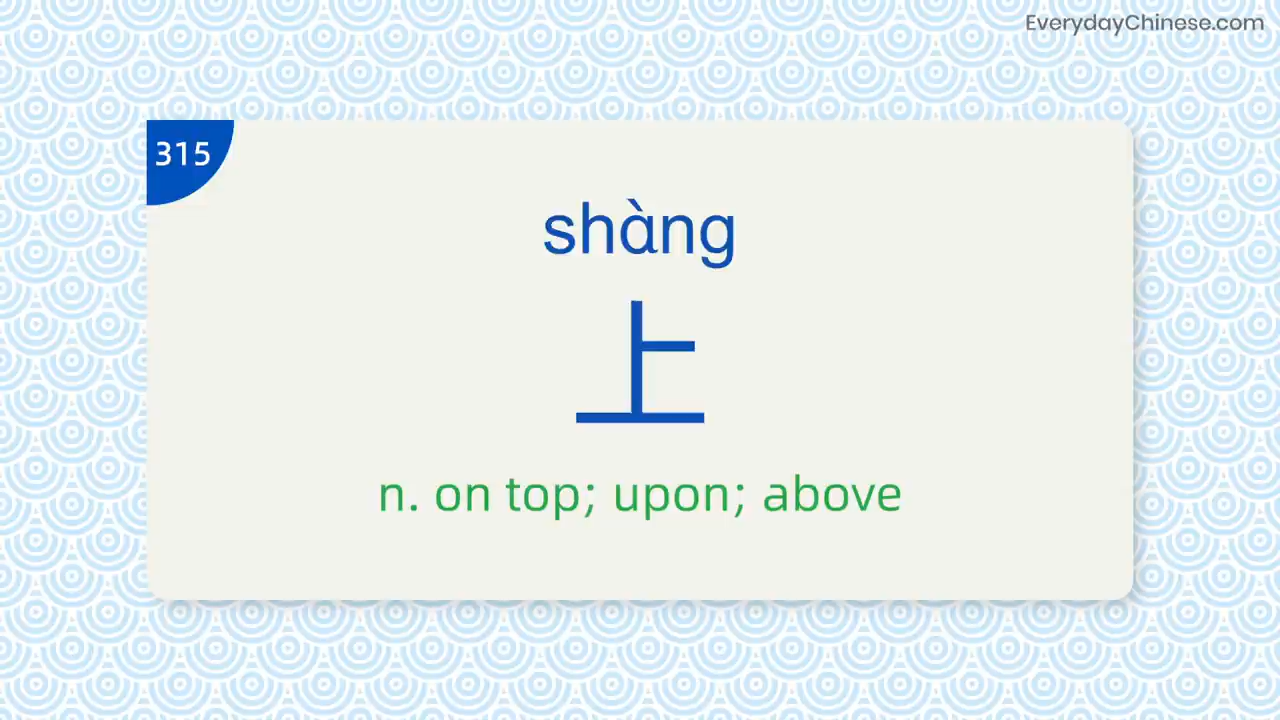 EverydayChinese.com
315
shàng
上
n. on top; upon; above